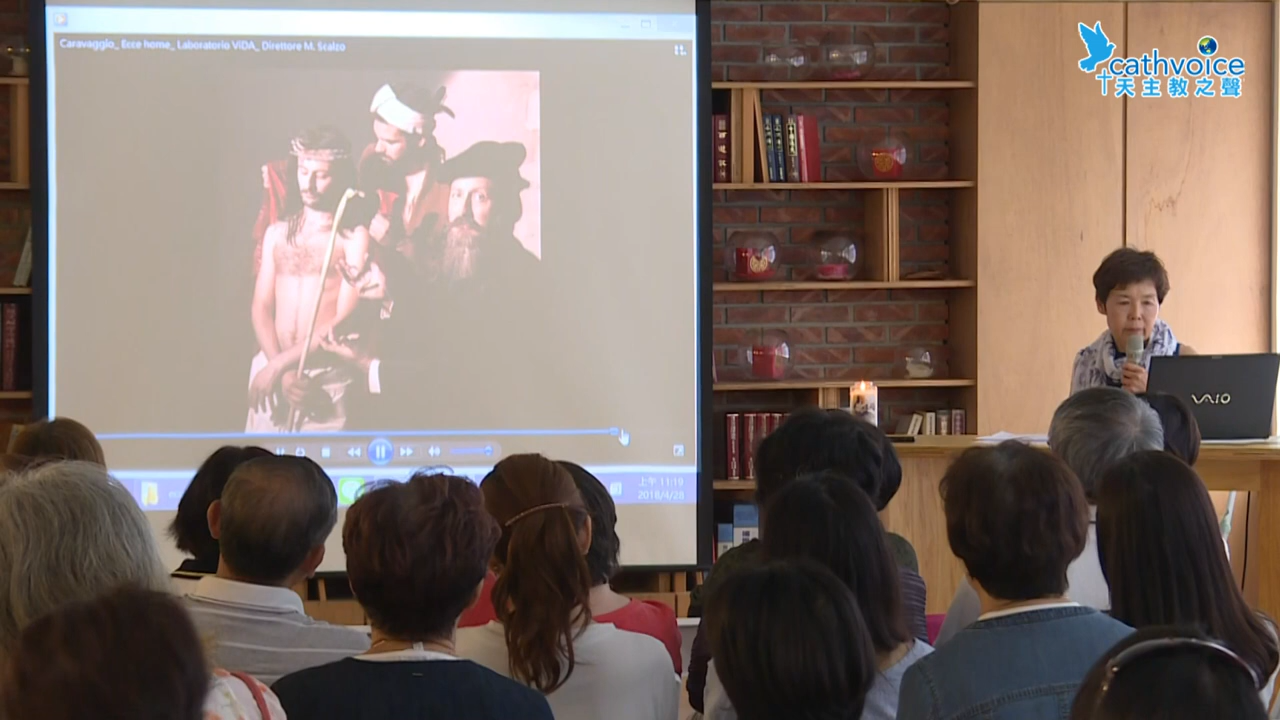 Caravaggio_ Ecce home_ Laboratorio VIDA_ Direttore M. Scalzo
cathvoice
天主教之聲
VAIO
上午 11:19
2018/4/28